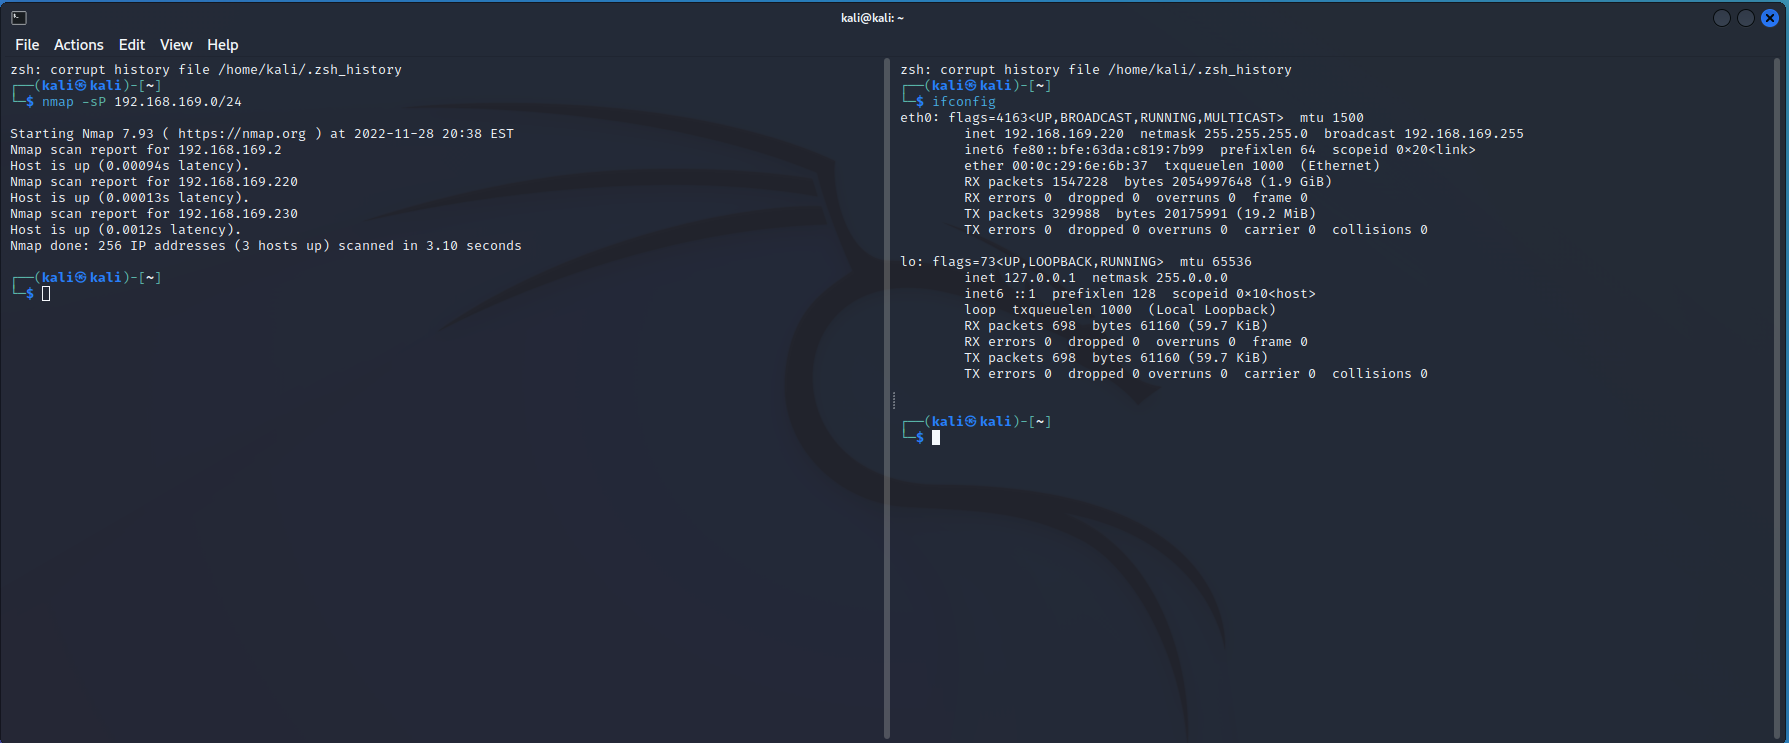 kali@kali: ~
File Actions Edit View Help
zsh: corrupt history file /home/kali/.zsh_history
┌──(kali㉿kali)-[~]
└─$ nmap -sP 192.168.169.0/24
Starting Nmap 7.93 ( https://nmap.org ) at 2022-11-28 20:38 EST
Nmap scan report for 192.168.169.2
Host is up (0.00094s latency).
Nmap scan report for 192.168.169.220
Host is up (0.00013s latency).
Nmap scan report for 192.168.169.230
Host is up (0.0012s latency).
Nmap done: 256 IP addresses (3 hosts up) scanned in 3.10 seconds
┌──(kali㉿kali)-[~]
└─$
zsh: corrupt history file /home/kali/.zsh_history
┌──(kali㉿kali)-[~]
└─$ ifconfig
eth0: flags=4163<UP,BROADCAST,RUNNING,MULTICAST>  mtu 1500
inet 192.168.169.220  netmask 255.255.255.0  broadcast 192.168.169.255
inet6 fe80::bfe:63da:c819:7b99  prefixlen 64  scopeid 0×20<link>
ether 00:0c:29:6e:6b:37  txqueuelen 1000  (Ethernet)
RX packets 1547228  bytes 2054997648 (1.9 GiB)
RX errors 0  dropped 0  overruns 0  frame 0
TX packets 329988  bytes 20175991 (19.2 MiB)
TX errors 0  dropped 0 overruns 0  carrier 0  collisions 0
lo: flags=73<UP,LOOPBACK,RUNNING>  mtu 65536
inet 127.0.0.1  netmask 255.0.0.0
inet6 ::1  prefixlen 128  scopeid 0×10<host>
loop  txqueuelen 1000  (Local Loopback)
RX packets 698  bytes 61160 (59.7 KiB)
RX errors 0  dropped 0  overruns 0  frame 0
TX packets 698  bytes 61160 (59.7 KiB)
TX errors 0  dropped 0 overruns 0  carrier 0  collisions 0
┌──(kali㉿kali)-[~]
└─$